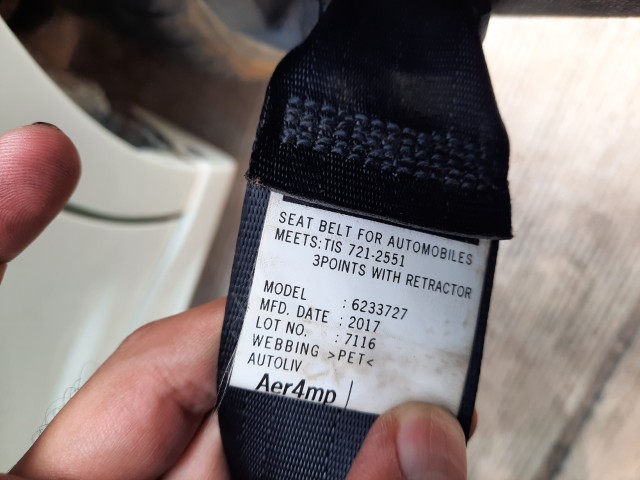 SEAT BELT FOR AUTOMOBILES
MEETS:TIS 721-2551
3POINTS WITH RETRACTOR
MODEL : 6233727
MFD. DATE : 2017
LOT NO. : 7116
WEBBING >PET<
AUTOLIV
Aer4mp